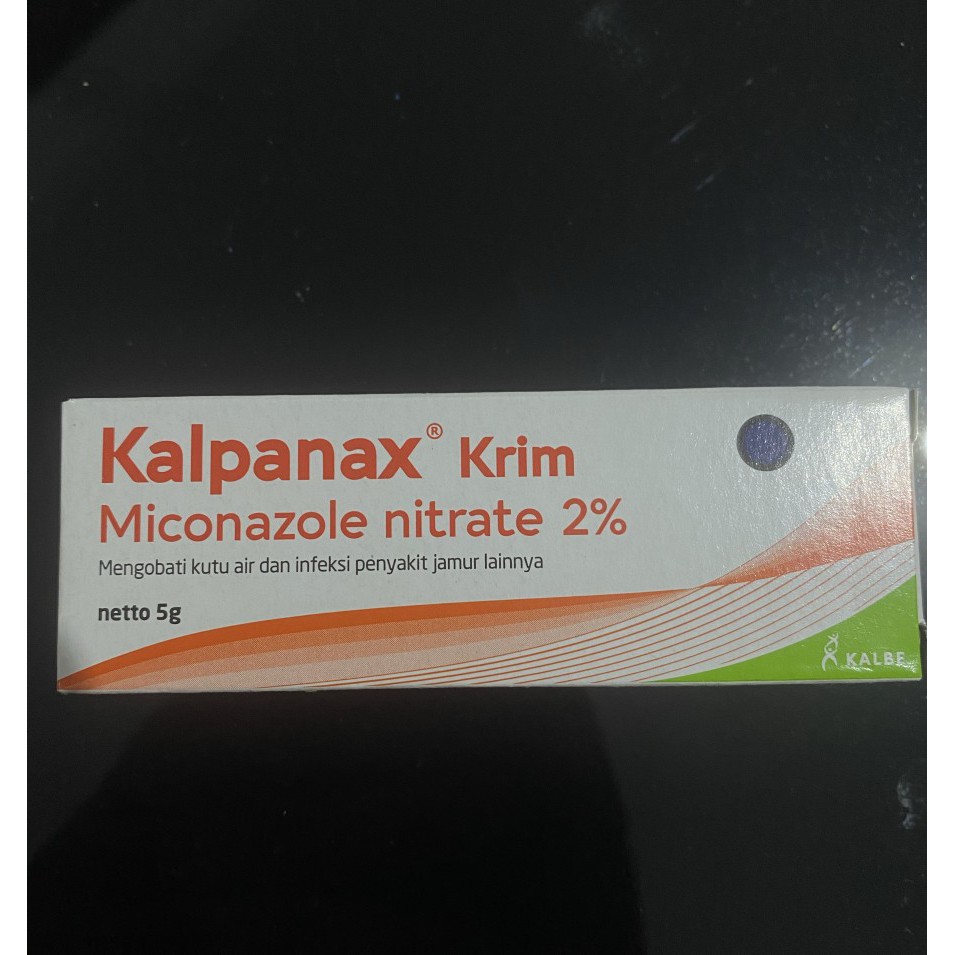 Kalpanax® Krim
Miconazole nitrate 2%
Mengobati kutu air dan infeksi penyakit jamur lainnya
netto 5g
KALBE